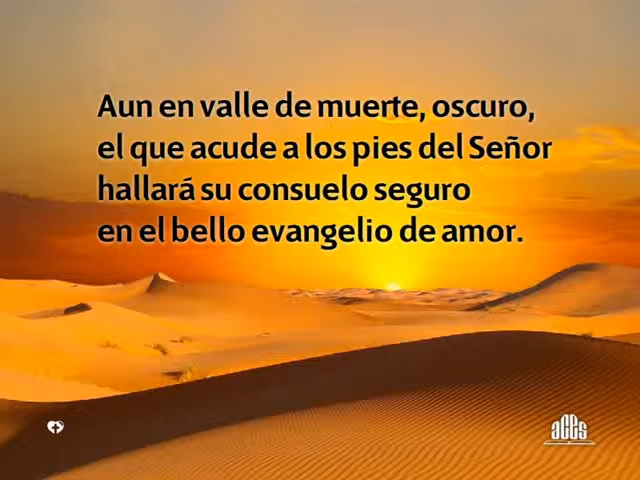 Aun en valle de muerte, oscuro,
el que acude a los pies del Señor
hallará su consuelo seguro
en el bello evangelio de amor.
aces